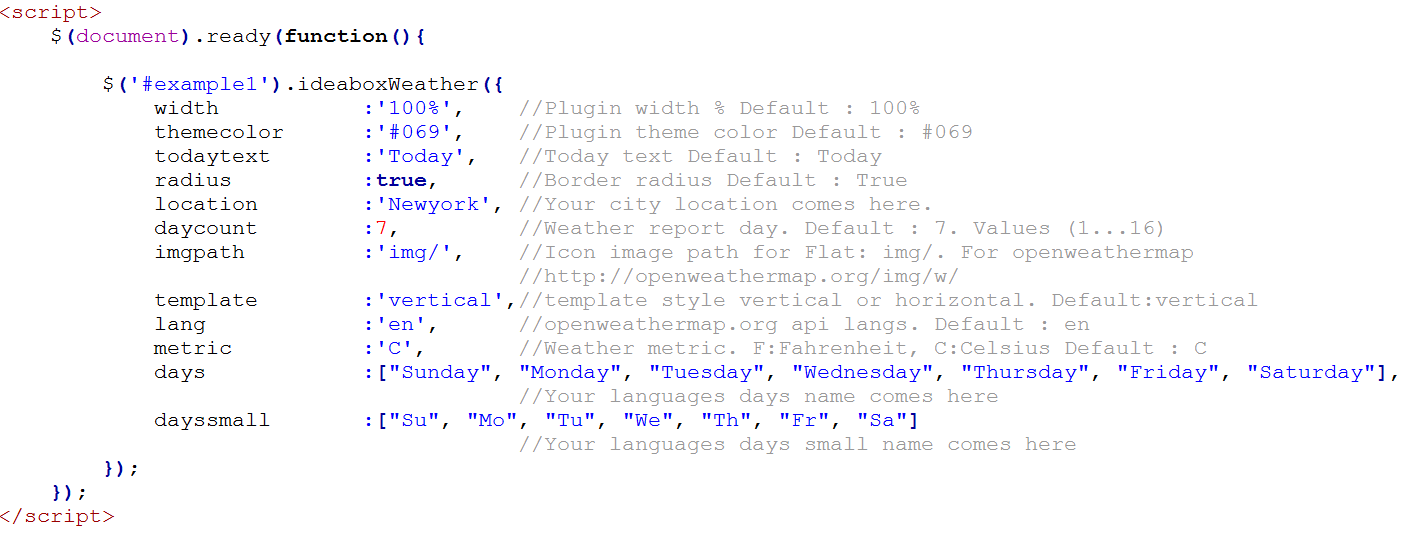 <script>
    $(document).ready(function(){
        $('#example1').ideaboxWeather({
            width           :'100%',    //Plugin width % Default : 100%
            themecolor      :'#069',    //Plugin theme color Default : #069
            todaytext       :'Today',   //Today text Default : Today
            radius          :true,      //Border radius Default : True
            location        :'Newyork', //Your city location comes here.
            daycount        :7,         //Weather report day. Default : 7. Values (1...16)
            imgpath         :'img/',    //Icon image path for Flat: img/. For openweathermap
                                        //http://openweathermap.org/img/w/
            template        :'vertical',//template style vertical or horizontal. Default:vertical
            lang            :'en',      //openweathermap.org api langs. Default : en
            metric          :'C',       //Weather metric. F:Fahrenheit, C:Celsius Default : C
            days            :["Sunday", "Monday", "Tuesday", "Wednesday", "Thursday", "Friday", "Saturday"],
                                        //Your languages days name comes here
            dayssmall       :["Su", "Mo", "Tu", "We", "Th", "Fr", "Sa"]
                                        //Your languages days small name comes here
        });
    });
</script>